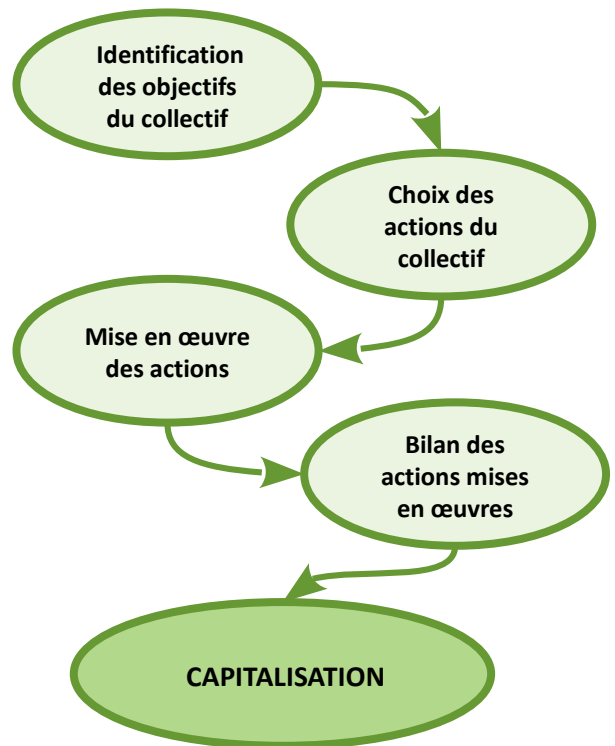 Identification
des objectifs
du collectif
Choix des
actions du
collectif
Mise en œuvre
des actions
Bilan des
actions mises
en œuvres
CAPITALISATION